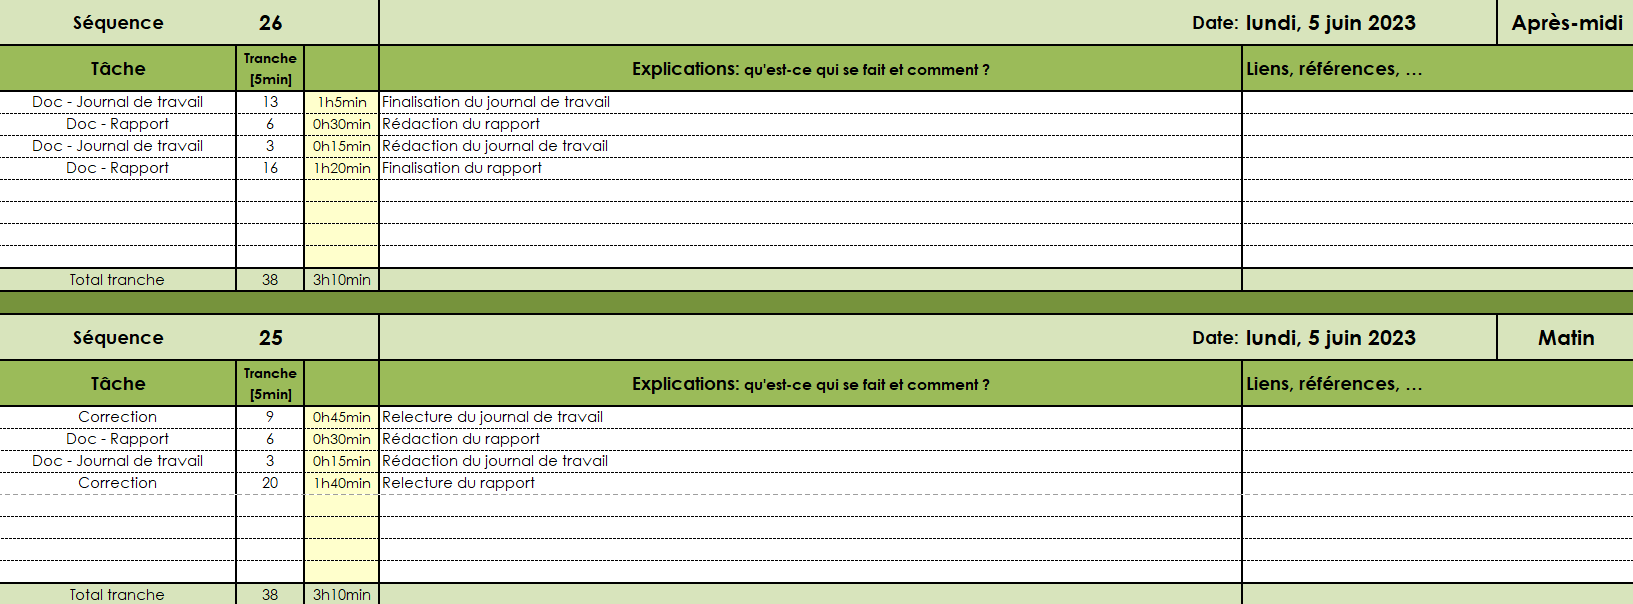 Séquence 26 Date: lundi, 5 juin 2023 Après-midi
Tâche Tranche [5min] Explications: qu'est-ce qui se fait et comment ? Liens, références, ...
Doc - Journal de travail 13 1h5min Finalisation du journal de travail
Doc - Rapport 6 0h30min Rédaction du rapport
Doc - Journal de travail 3 0h15min Rédaction du journal de travail
Doc - Rapport 16 1h20min Finalisation du rapport
Total tranche 38 3h10min
Séquence 25 Date: lundi, 5 juin 2023 Matin
Tâche Tranche [5min] Explications: qu'est-ce qui se fait et comment ? Liens, références, ...
Correction 9 0h45min Relecture du journal de travail
Doc - Rapport 6 0h30min Rédaction du rapport
Doc - Journal de travail 3 0h15min Rédaction du journal de travail
Correction 20 1h40min Relecture du rapport
Total tranche 38 3h10min